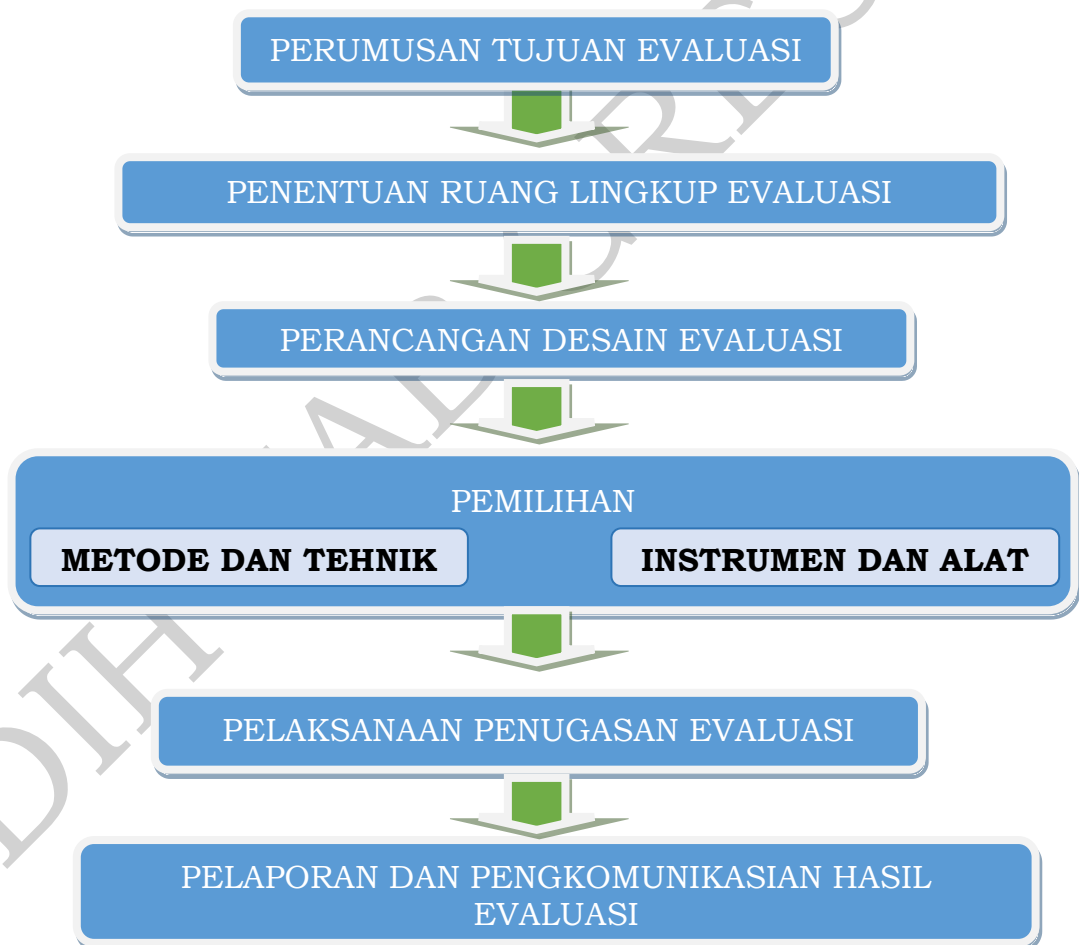 PERUMUSAN TUJUAN EVALUASI
PENENTUAN RUANG LINGKUP EVALUASI
PERANCANGAN DESAIN EVALUASI
PEMILIHAN
METODE DAN TEHNIK
INSTRUMEN DAN ALAT
PELAKSANAAN PENUGASAN EVALUASI
PELAPORAN DAN PENGKOMUNIKASIAN HASIL
EVALUASI